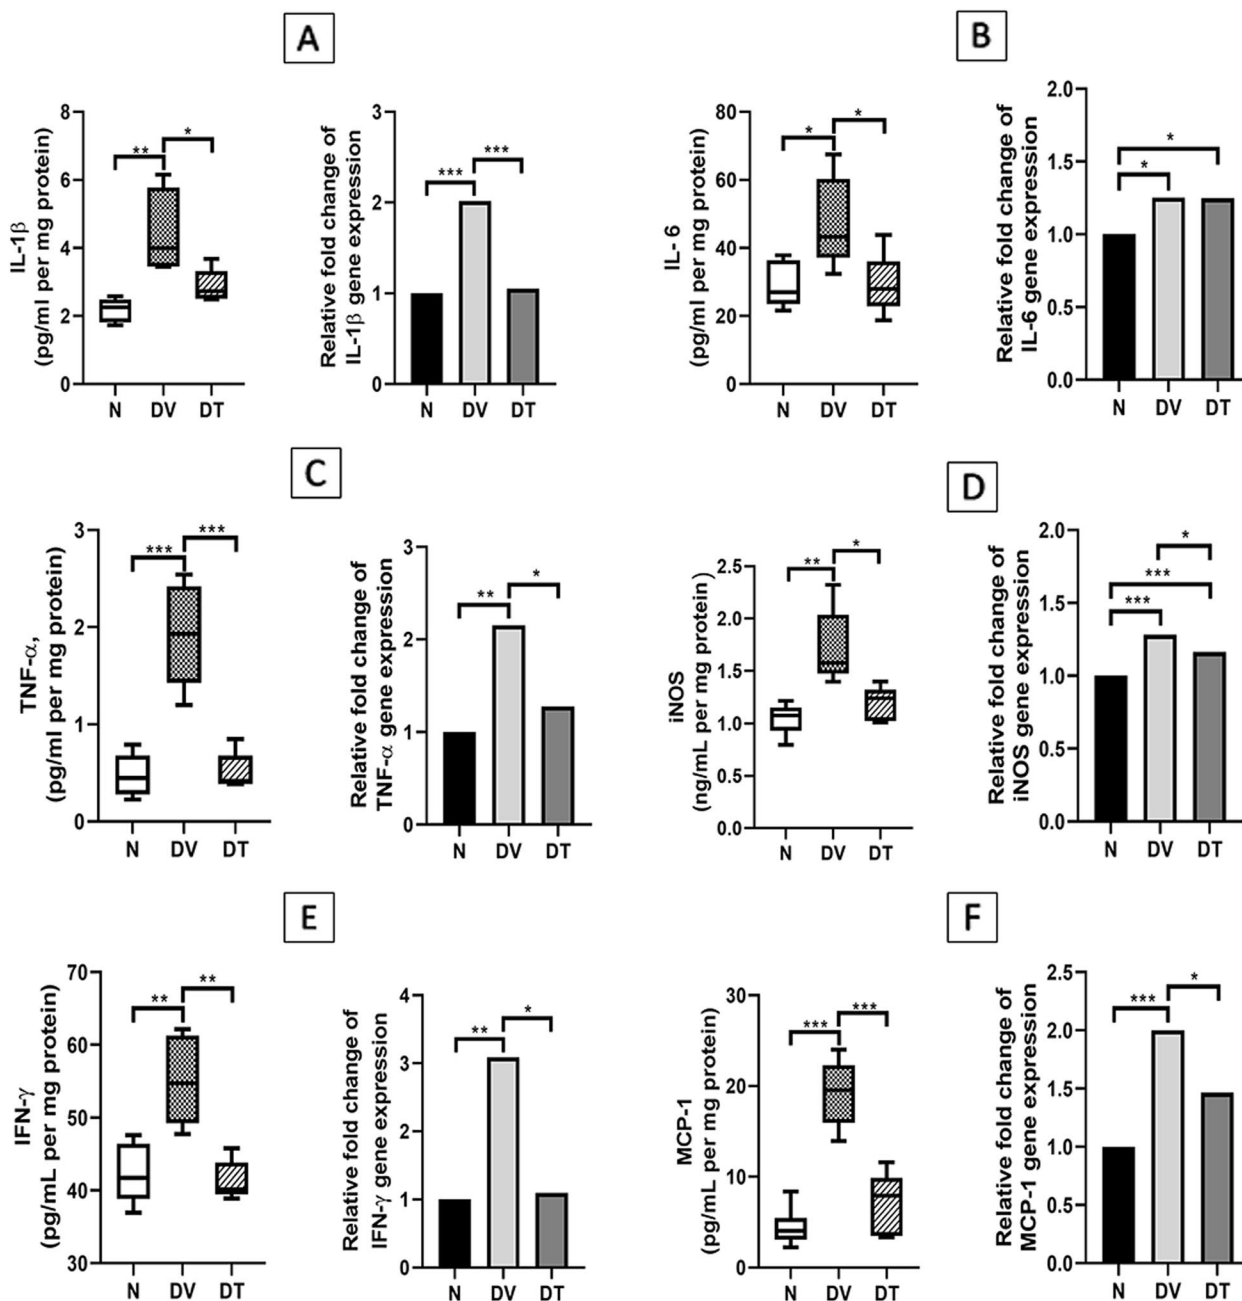 A
IL-1β
(pg/ml per mg protein)
8
6
4
2
0
**
*
N DV DT
Relative fold change of
IL-1β gene expression
3
2
1
0
***
***
N DV DT
B
IL- 6
(pg/ml per mg protein)
80
60
40
20
0
*
*
N DV DT
Relative fold change of
IL-6 gene expression
2.0
1.5
1.0
0.5
0.0
*
*
N DV DT
C
TNF-α,
(pg/ml per mg protein)
3
2
1
0
***
***
N DV DT
Relative fold change of
TNF-α gene expression
3
2
1
0
**
*
N DV DT
D
iNOS
(ng/mL per mg protein)
2.5
2.0
1.5
1.0
0.5
0.0
**
*
N DV DT
Relative fold change of
iNOS gene expression
2.0
1.5
1.0
0.5
0.0
*
***
***
N DV DT
E
IFN-γ
(pg/mL per mg protein)
70
60
50
40
30
**
**
N DV DT
Relative fold change of
IFN-γ gene expression
4
3
2
1
0
**
*
N DV DT
F
MCP-1
(pg/mL per mg protein)
30
20
10
0
***
***
N DV DT
Relative fold change of
MCP-1 gene expression
2.5
2.0
1.5
1.0
0.5
0.0
***
*
N DV DT